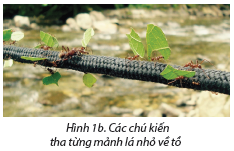 Hình 1b. Các chú kiến
tha từng mảnh lá nhỏ về tổ